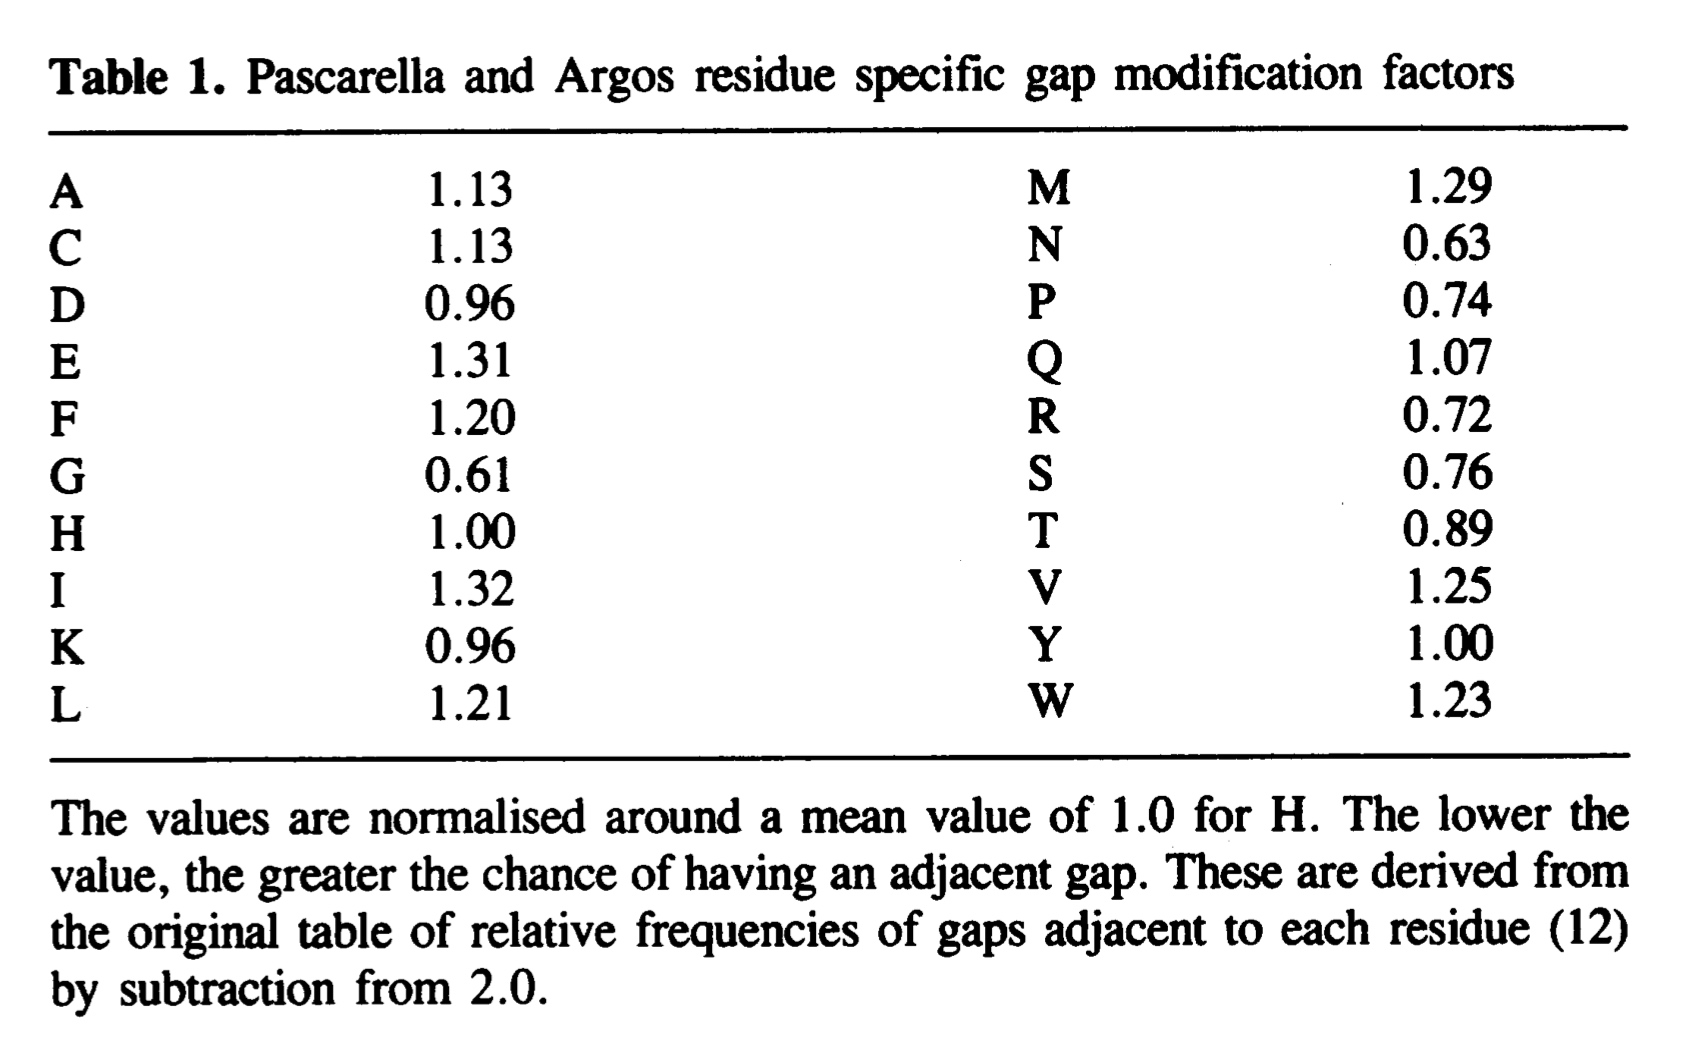 Table 1. Pascarella and Argos residue specific gap modification factors
A 1.13 M 1.29
C 1.13 N 0.63
D 0.96 P 0.74
E 1.31 Q 1.07
F 1.20 R 0.72
G 0.61 S 0.76
H 1.00 T 0.89
I 1.32 V 1.25
K 0.96 Y 1.00
L 1.21 W 1.23
The values are normalised around a mean value of 1.0 for H. The lower the
value, the greater the chance of having an adjacent gap. These are derived from
the original table of relative frequencies of gaps adjacent to each residue (12)
by subtraction from 2.0.